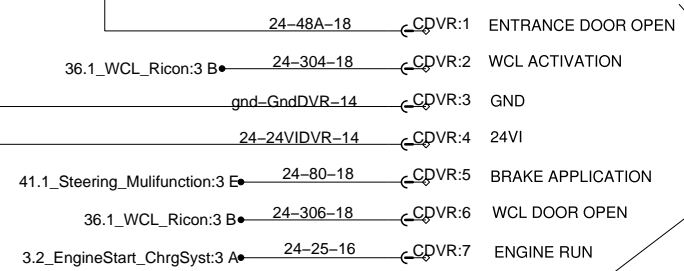 24-48A-18 CDVR:1 ENTRANCE DOOR OPEN
36.1_WCL_Ricon:3 B 24-304-18 CDVR:2 WCL ACTIVATION
gnd-GndDVR-14 CDVR:3 GND
24-24VIDVR-14 CDVR:4 24VI
41.1_Steering_Mulifunction:3 E 24-80-18 CDVR:5 BRAKE APPLICATION
36.1_WCL_Ricon:3 B 24-306-18 CDVR:6 WCL DOOR OPEN
3.2_EngineStart_ChrgSyst:3 A 24-25-16 CDVR:7 ENGINE RUN